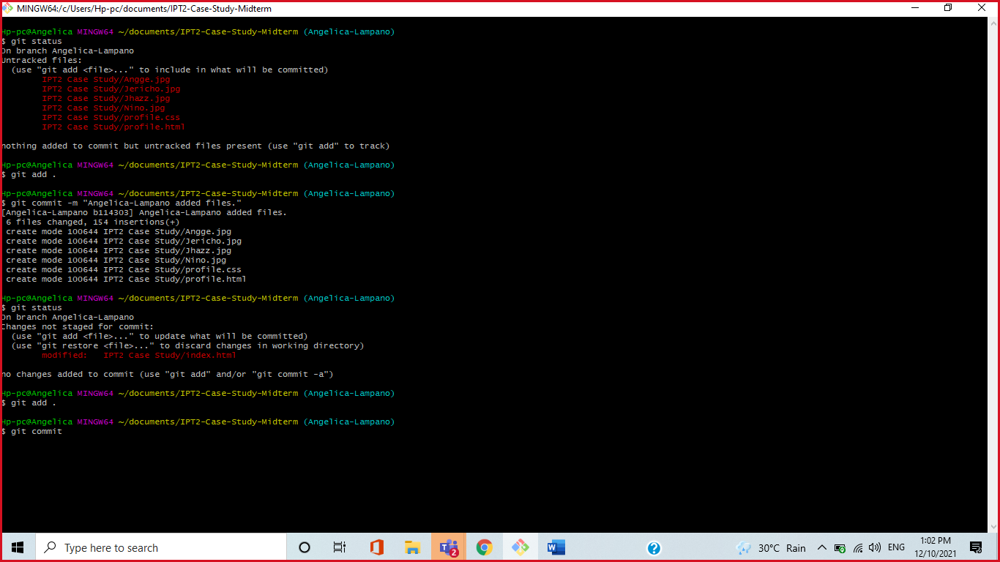 MINGW64:/c/Users/Hp-pc/documents/IPT2-Case-Study-Midterm
Hp-pc@Angelica MINGW64 ~/documents/IPT2-Case-Study-Midterm (Angelica-Lampano)
$ git status
On branch Angelica-Lampano
Untracked files:
  (use "git add <file>..." to include in what will be committed)
        IPT2 Case Study/Angge.jpg
        IPT2 Case Study/Jericho.jpg
        IPT2 Case Study/Jhazz.jpg
        IPT2 Case Study/Nino.jpg
        IPT2 Case Study/profile.css
        IPT2 Case Study/profile.html
nothing added to commit but untracked files present (use "git add" to track)
Hp-pc@Angelica MINGW64 ~/documents/IPT2-Case-Study-Midterm (Angelica-Lampano)
$ git add .
Hp-pc@Angelica MINGW64 ~/documents/IPT2-Case-Study-Midterm (Angelica-Lampano)
$ git commit -m "Angelica-Lampano added files."
[Angelica-Lampano b114303] Angelica-Lampano added files.
 6 files changed, 154 insertions(+)
 create mode 100644 IPT2 Case Study/Angge.jpg
 create mode 100644 IPT2 Case Study/Jericho.jpg
 create mode 100644 IPT2 Case Study/Jhazz.jpg
 create mode 100644 IPT2 Case Study/Nino.jpg
 create mode 100644 IPT2 Case Study/profile.css
 create mode 100644 IPT2 Case Study/profile.html
Hp-pc@Angelica MINGW64 ~/documents/IPT2-Case-Study-Midterm (Angelica-Lampano)
$ git status
On branch Angelica-Lampano
Changes not staged for commit:
  (use "git add <file>..." to update what will be committed)
  (use "git restore <file>..." to discard changes in working directory)
        modified:   IPT2 Case Study/index.html
no changes added to commit (use "git add" and/or "git commit -a")
Hp-pc@Angelica MINGW64 ~/documents/IPT2-Case-Study-Midterm (Angelica-Lampano)
$ git add .
Hp-pc@Angelica MINGW64 ~/documents/IPT2-Case-Study-Midterm (Angelica-Lampano)
$ git commit
Type here to search
2
30°C Rain
ENG
1:02 PM
12/10/2021